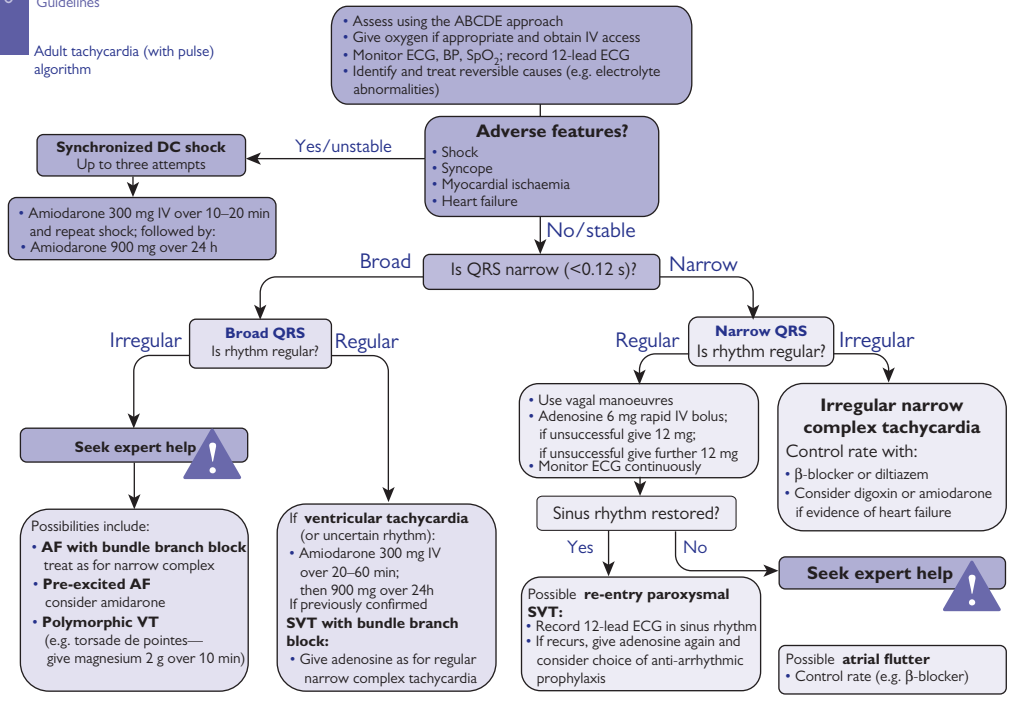 Guidelines
Adult tachycardia (with pulse)
algorithm
• Assess using the ABCDE approach
• Give oxygen if appropriate and obtain IV access
• Monitor ECG, BP, SpO2; record 12-lead ECG
• Identify and treat reversible causes (e.g. electrolyte
abnormalities)
Adverse features?
• Shock
• Syncope
• Myocardial ischaemia
• Heart failure
Yes/unstable
Synchronized DC shock
Up to three attempts
• Amiodarone 300 mg IV over 10–20 min
and repeat shock; followed by:
• Amiodarone 900 mg over 24 h
No/stable
Is QRS narrow (<0.12 s)?
Broad
Narrow
Broad QRS
Is rhythm regular?
Irregular
Regular
Seek expert help
!
Possibilities include:
• AF with bundle branch block
treat as for narrow complex
• Pre-excited AF
consider amidarone
• Polymorphic VT
(e.g. torsade de pointes—
give magnesium 2 g over 10 min)
If ventricular tachycardia
(or uncertain rhythm):
• Amiodarone 300 mg IV
over 20–60 min;
then 900 mg over 24h
If previously confirmed
SVT with bundle branch
block:
• Give adenosine as for regular
narrow complex tachycardia
Narrow QRS
Is rhythm regular?
Regular
Irregular
• Use vagal manoeuvres
• Adenosine 6 mg rapid IV bolus;
if unsuccessful give 12 mg;
if unsuccessful give further 12 mg
• Monitor ECG continuously
Sinus rhythm restored?
Yes
No
Possible re-entry paroxysmal
SVT:
• Record 12-lead ECG in sinus rhythm
• If recurs, give adenosine again and
consider choice of anti-arrhythmic
prophylaxis
Irregular narrow
complex tachycardia
Control rate with:
• β-blocker or diltiazem
• Consider digoxin or amiodarone
if evidence of heart failure
Seek expert help
!
Possible atrial flutter
• Control rate (e.g. β-blocker)